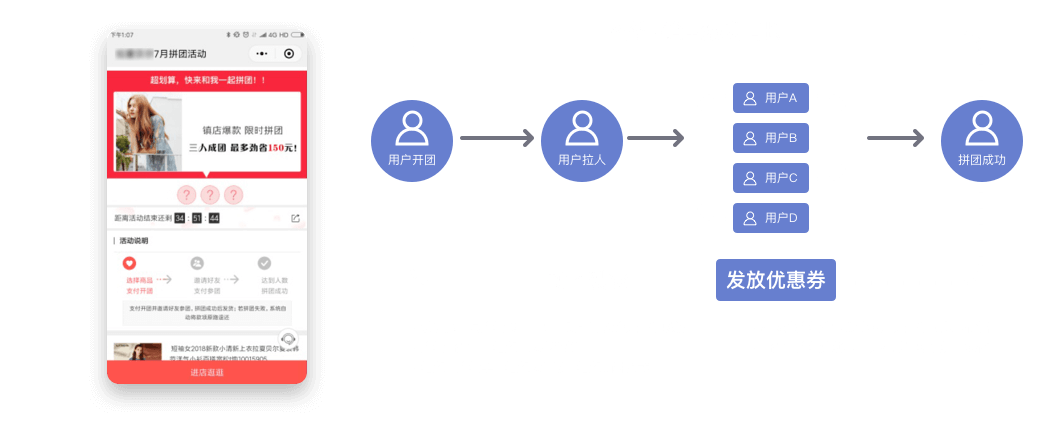 下午1:07
4G HD
7月拼团活动
超划算，快来和我一起拼团！！
镇店爆款 限时拼团
三人成团 最多劲省150元!
? ? ?
距离活动结束还剩 34 : 51 : 44
活动说明
选择商品
支付开团
邀请好友
支付参团
达到人数
拼团成功
支付开团并邀请好友参团，拼团成功后发货；若拼团失败，系统自
动将款项原路返还
短袖女2018新款小清新上衣拉夏贝尔
进店逛逛
用户开团
用户拉人
用户A
用户B
用户C
用户D
发放优惠券
拼团成功